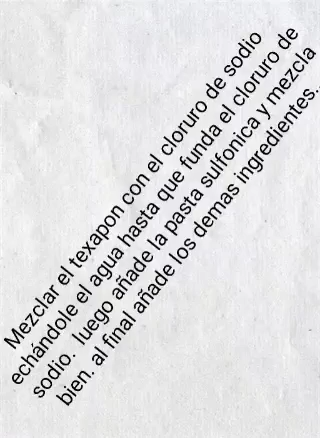 Mezclar el texapon con el cloruro de sodio
echándole el agua hasta que funda el cloruro de
sodio. luego añade la pasta sulfonica y mezcla
bien. al final añade los demas ingredientes..